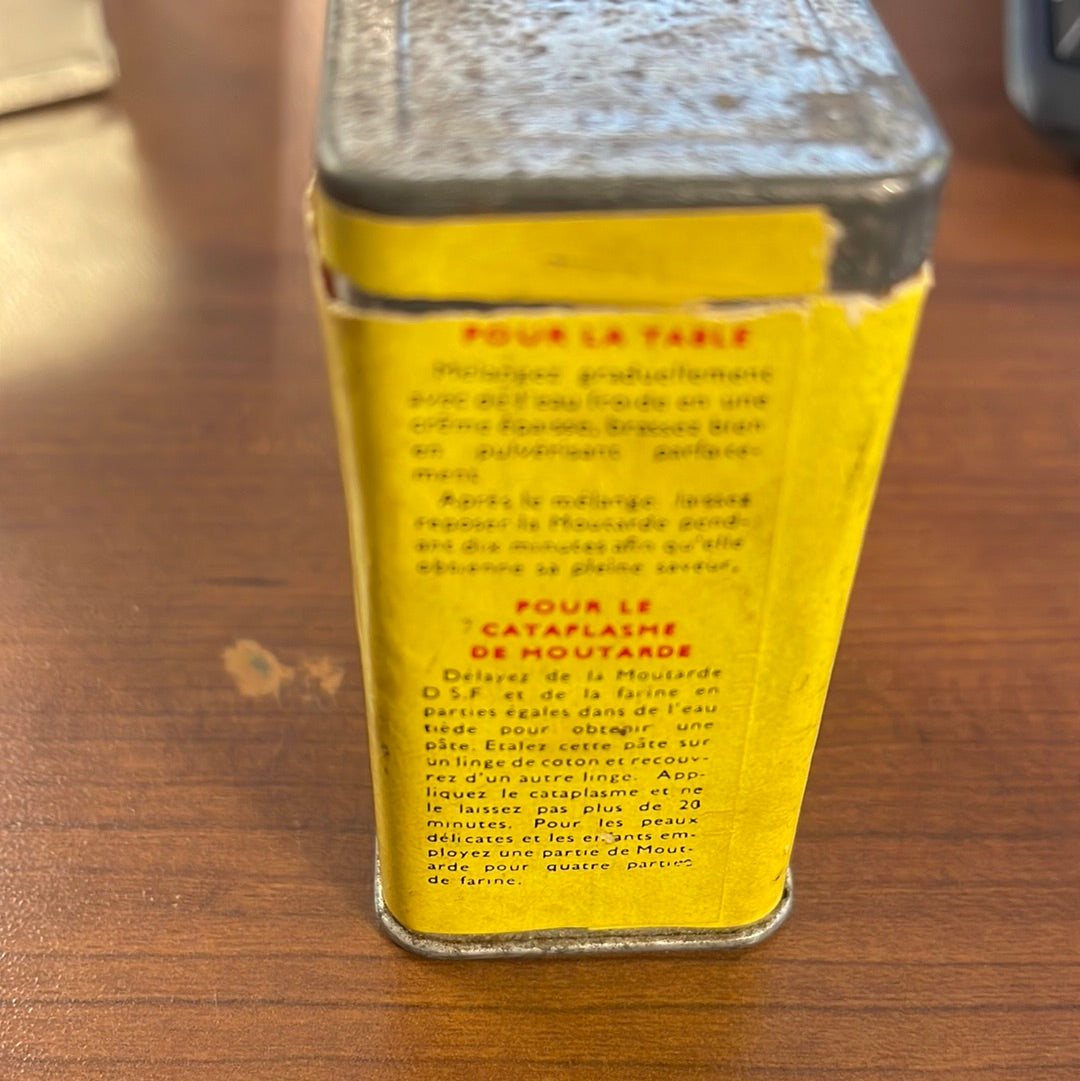 POUR LA TABLE
Mélangez graduellement
avec de l'eau froide en une
crème épaisse, brassez bien
en pulvérisant parfaite-
ment.
Après le mélange laissez
reposer la Moutarde pend-
ant dix minutes afin qu'elle
obtienne sa pleine saveur.
POUR LE
CATAPLASME
DE MOUTARDE
Délayez de la Moutarde
D.S.F. et de la farine en
parties égales dans de l'eau
tiède pour obtenir une
pâte. Etalez cette pâte sur
un linge de coton et recouv-
rez d'un autre linge. App-
liquez le cataplasme et ne
le laissez pas plus de 20
minutes. Pour les peaux
délicates et les enfants em-
ployez une partie de Mout-
arde pour quatre parties
de farine.